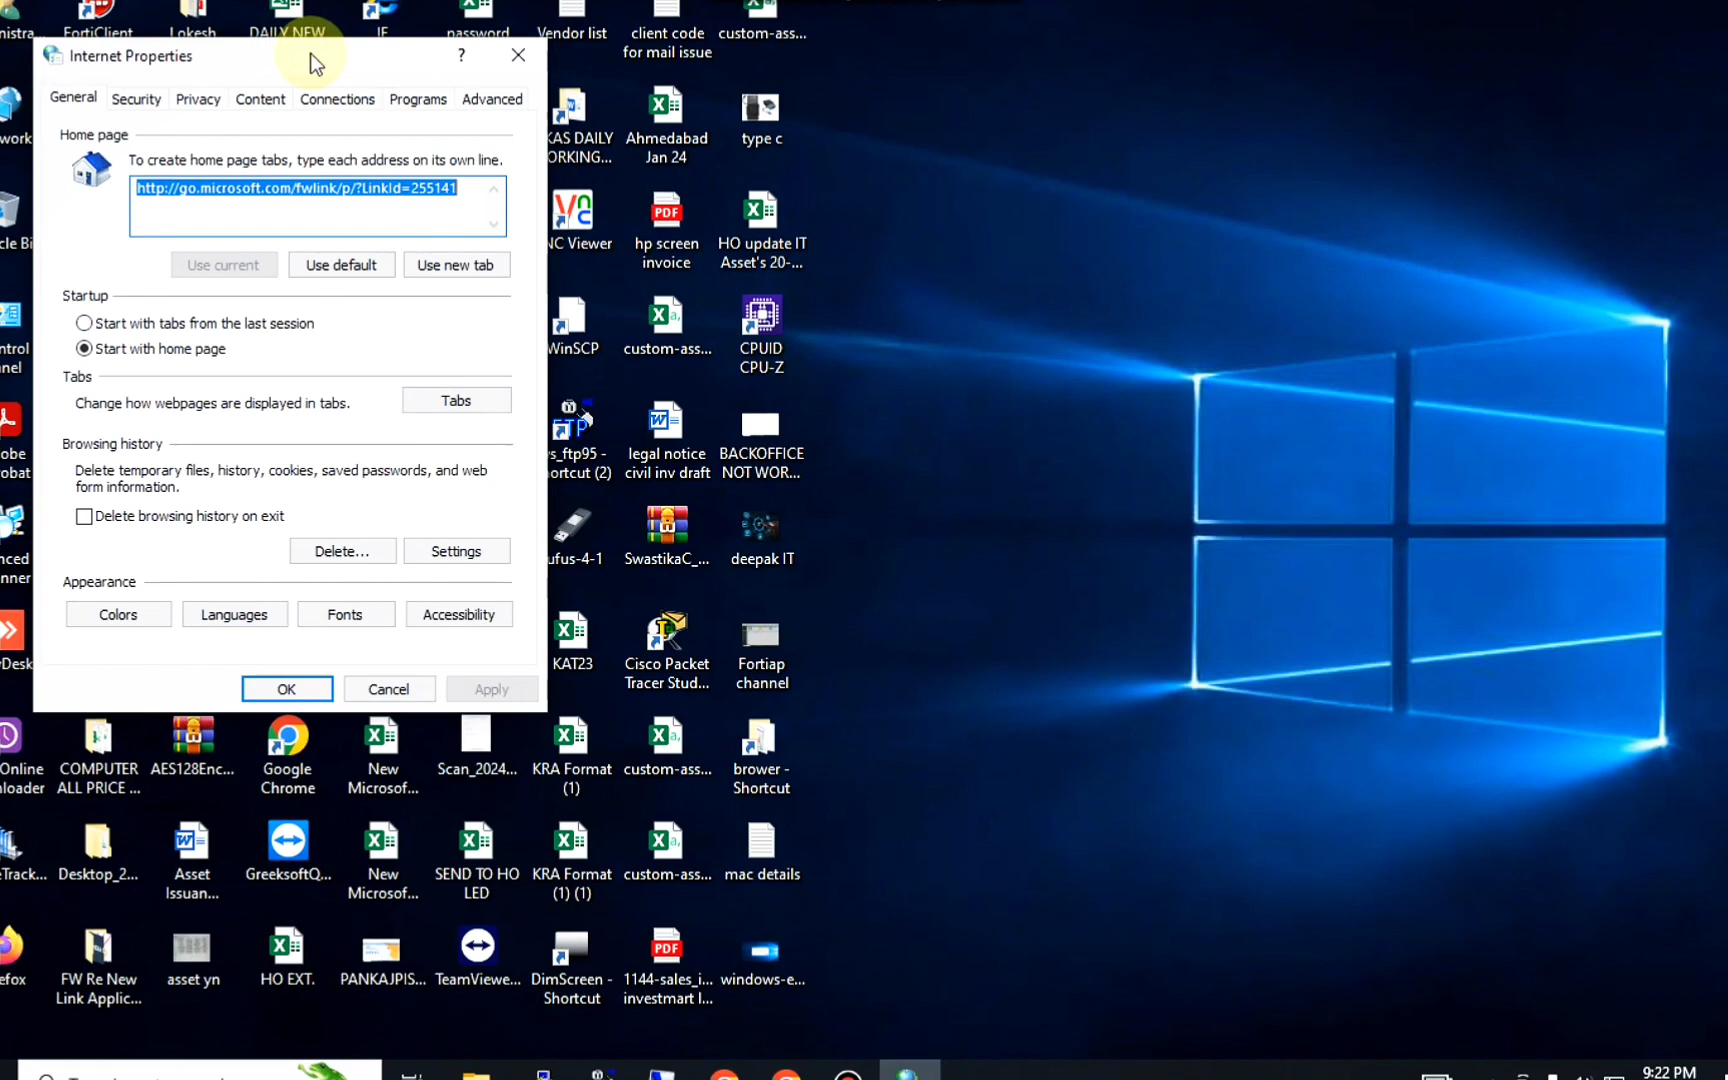 Internet Properties
?
General
Security
Privacy
Content
Connections
Programs
Advanced
Home page
To create home page tabs, type each address on its own line.
http://go.microsoft.com/fwlink/p/?LinkId=255141
Use current
Use default
Use new tab
Startup
Start with tabs from the last session
Start with home page
Tabs
Change how webpages are displayed in tabs.
Tabs
Browsing history
Delete temporary files, history, cookies, saved passwords, and web
form information.
Delete browsing history on exit
Delete...
Settings
Appearance
Colors
Languages
Fonts
Accessibility
OK
Cancel
Apply
FortiClient
Lokesh
DAILY NEW
IE
password
Vendor list
client code
for mail issue
custom-ass...
KAS DAILY
ORKING...
Ahmedabad
Jan 24
type c
NC Viewer
hp screen
invoice
HO update IT
Asset's 20-...
WinSCP
custom-ass...
CPUID
CPU-Z
vs_ftp95 -
ortcut (2)
legal notice
civil inv draft
BACKOFFICE
NOT WOR...
ufus-4-1
SwastikaC_...
deepak IT
KAT23
Cisco Packet
Tracer Stud...
Fortiap
channel
Online
loader
COMPUTER
ALL PRICE ...
AES128Enc...
Google
Chrome
New
Microsof...
Scan_2024...
KRA Format
(1)
custom-ass...
brower -
Shortcut
eTrack...
Desktop_2...
Asset
Issuan...
GreeksoftQ...
New
Microsof...
SEND TO HO
LED
KRA Format
(1) (1)
custom-ass...
mac details
efox
FW Re New
Link Applic...
asset yn
HO EXT.
PANKAJPIS...
TeamViewe...
DimScreen -
Shortcut
1144-sales_i...
investmart l...
windows-e...
9:22 PM